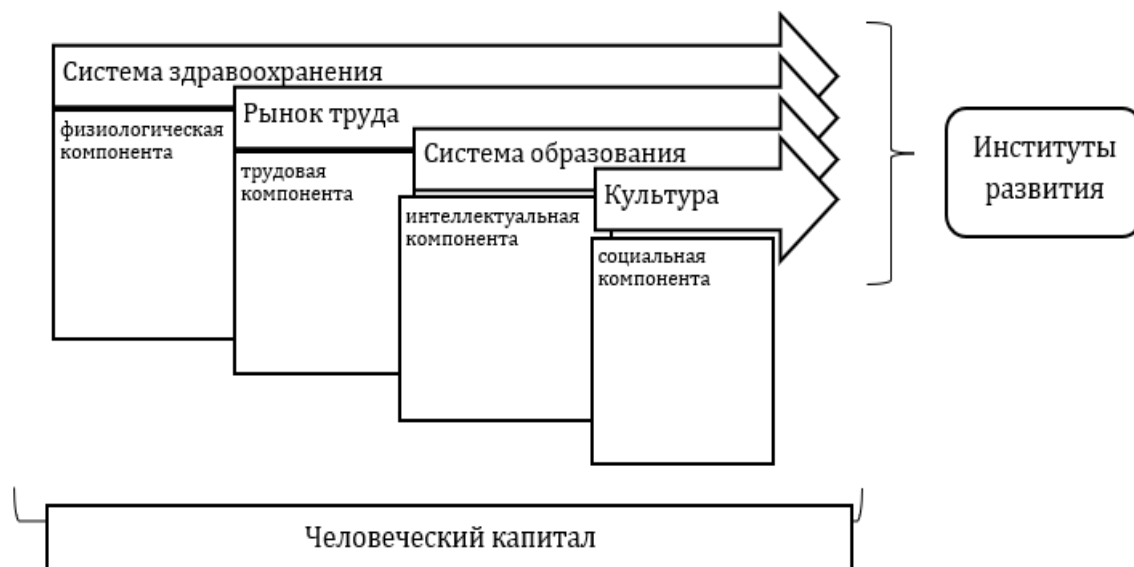 Система здравоохранения
физиологическая
компонента
Рынок труда
трудовая
компонента
Система образования
интеллектуальная
компонента
Культура
социальная
компонента
Институты
развития
Человеческий капитал